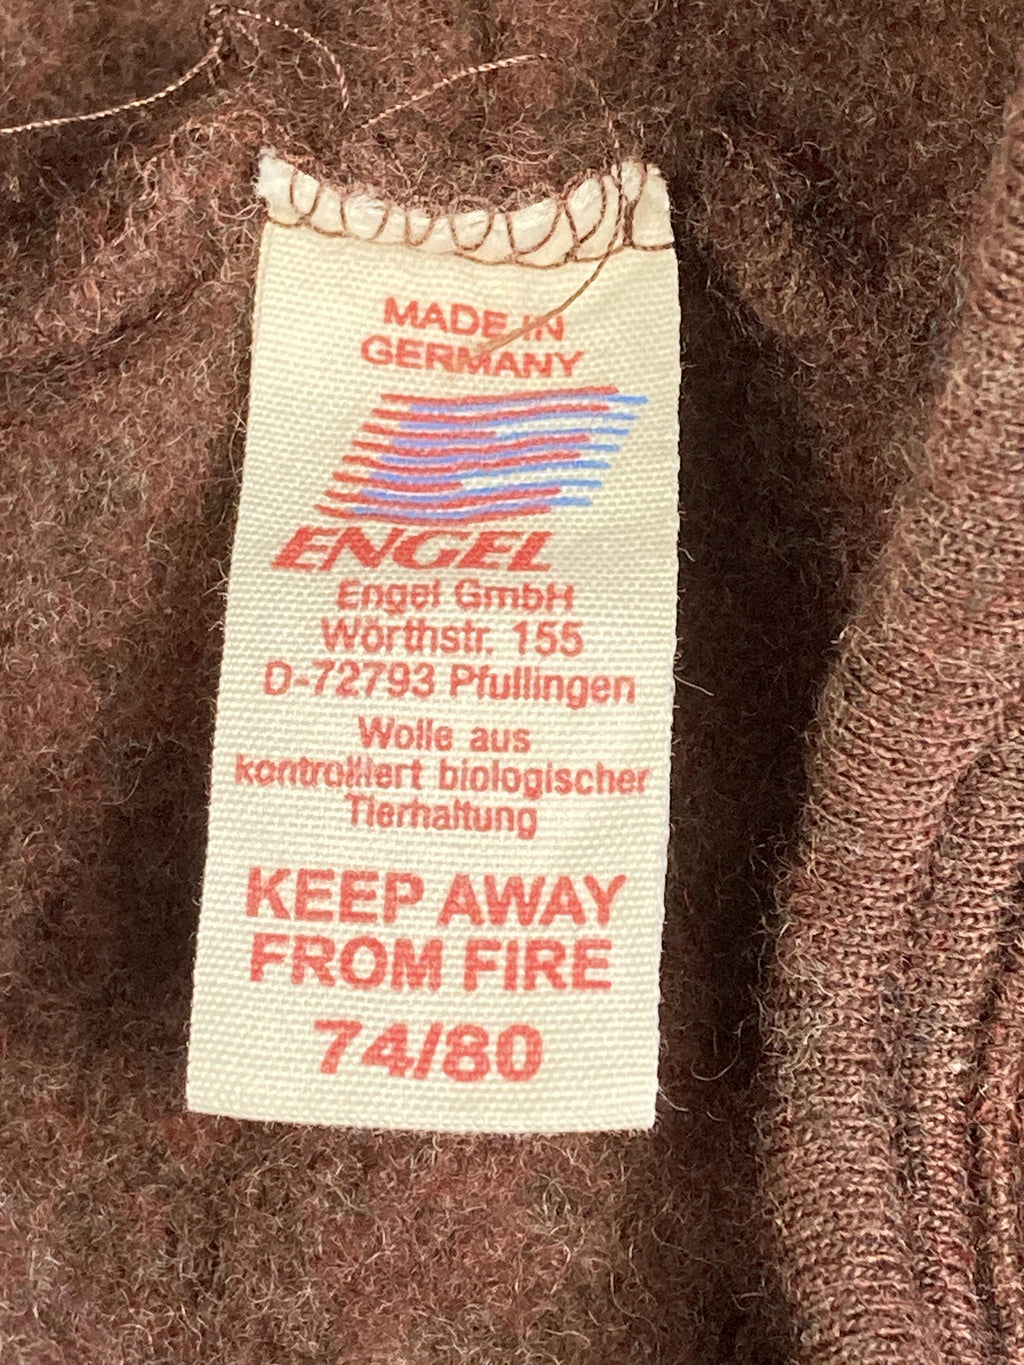 MADE IN
GERMANY
ENGEL
Engel GmbH
Wörthstr. 155
D-72793 Pfullingen
Wolle aus
kontrolliert biologischer
Tierhaltung
KEEP AWAY
FROM FIRE
74/80